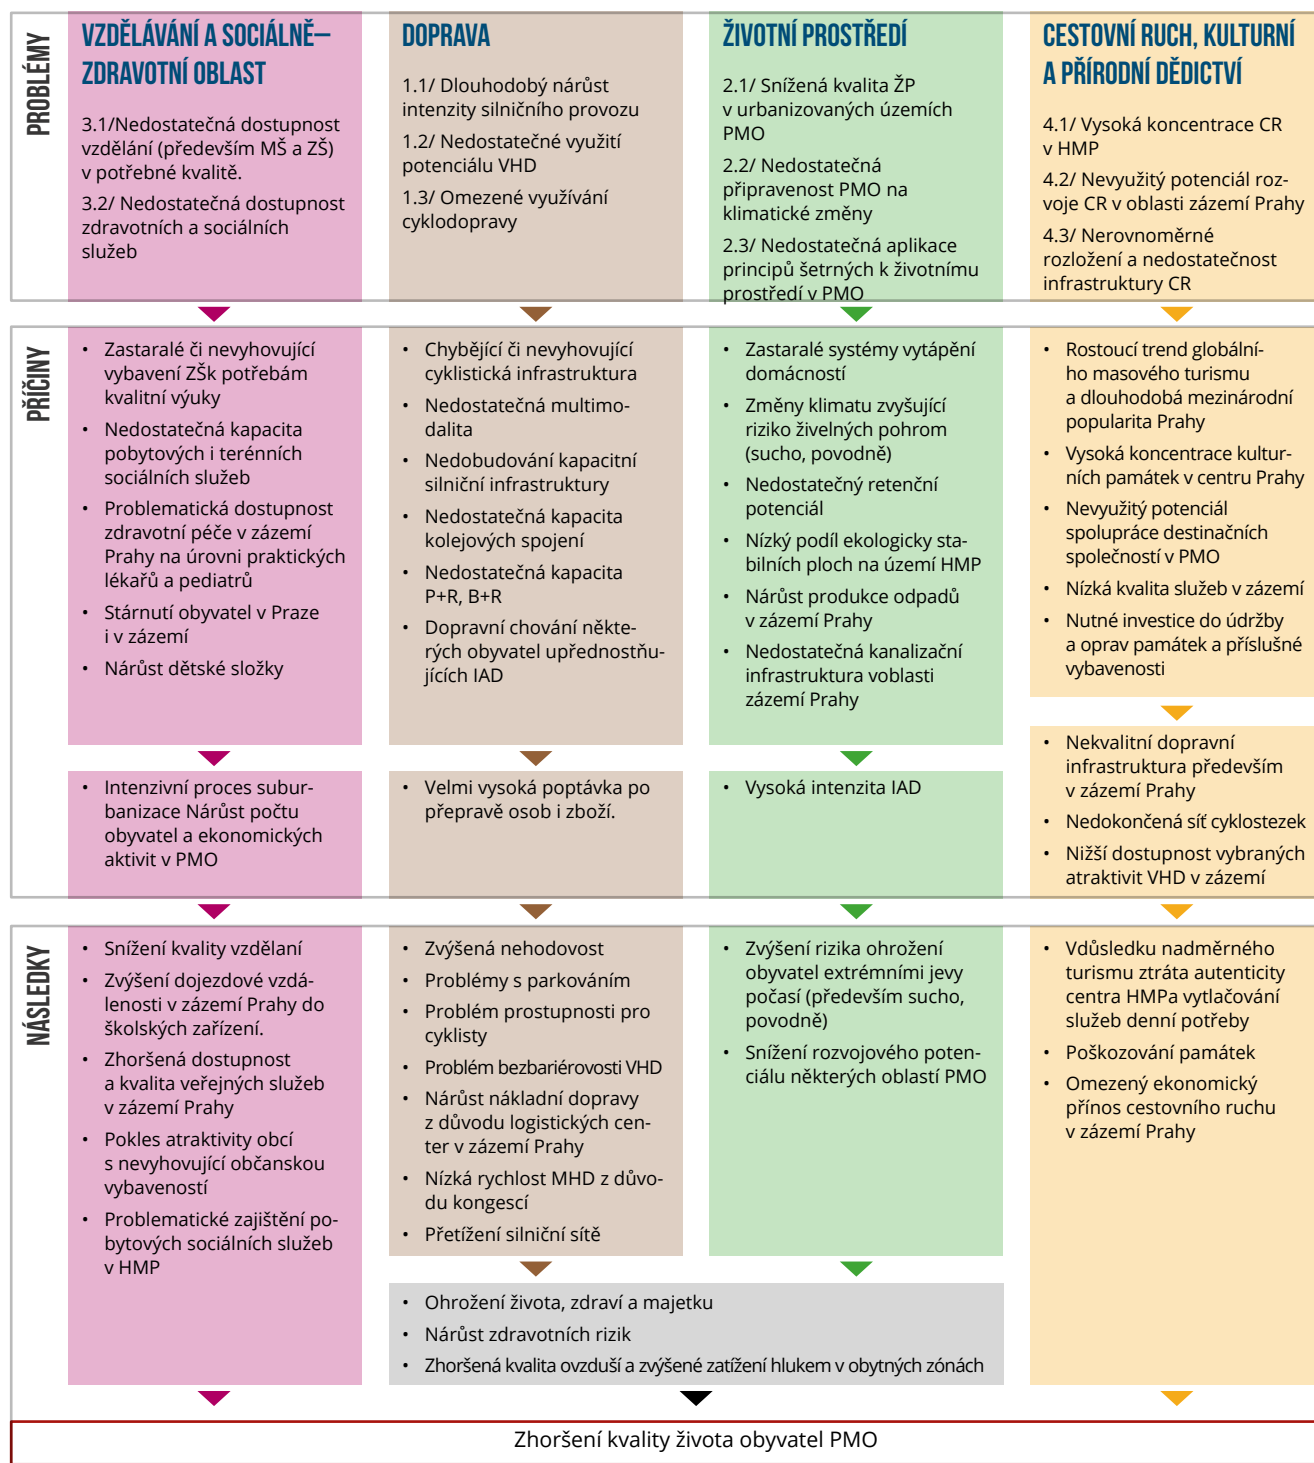 PROBLÉMY
VZDĚLÁVÁNÍ A SOCIÁLNĚ–
ZDRAVOTNÍ OBLAST
3.1/Nedostatečná dostupnost
vzdělání (především MŠ a ZŠ)
v potřebné kvalitě.
3.2/ Nedostatečná dostupnost
zdravotních a sociálních
služeb
DOPRAVA
1.1/ Dlouhodobý nárůst
intenzity silničního provozu
1.2/ Nedostatečné využití
potenciálu VHD
1.3/ Omezené využívání
cyklodopravy
ŽIVOTNÍ PROSTŘEDÍ
2.1/ Snížená kvalita ŽP
v urbanizovaných územích
PMO
2.2/ Nedostatečná
připravenost PMO na
klimatické změny
2.3/ Nedostatečná aplikace
principů šetrných k životnímu
prostředí v PMO
CESTOVNÍ RUCH, KULTURNÍ
A PŘÍRODNÍ DĚDICTVÍ
4.1/ Vysoká koncentrace CR
v HMP
4.2/ Nevyužitý potenciál roz-
voje CR v oblasti zázemí Prahy
4.3/ Nerovnoměrné
rozložení a nedostatečnost
infrastruktury CR
PŘÍČINY
• Zastaralé či nevyhovující
vybavení ZŠk potřebám
kvalitní výuky
• Nedostatečná kapacita
pobytových i terénních
sociálních služeb
• Problematická dostupnost
zdravotní péče v zázemí
Prahy na úrovni praktických
lékařů a pediatrů
• Stárnutí obyvatel v Praze
i v zázemí
• Nárůst dětské složky
• Intenzivní proces subur-
banizace Nárůst počtu
obyvatel a ekonomických
aktivit v PMO
• Chybějící či nevyhovující
cyklistická infrastruktura
• Nedostatečná multimo-
dalita
• Nedobudování kapacitní
silniční infrastruktury
• Nedostatečná kapacita
kolejových spojení
• Nedostatečná kapacita
P+R, B+R
• Dopravní chování někte-
rých obyvatel upřednostňu-
jících IAD
• Velmi vysoká poptávka po
přepravě osob i zboží.
• Zastaralé systémy vytápění
domácností
• Změny klimatu zvyšující
riziko živelných pohrom
(sucho, povodně)
• Nedostatečný retenční
potenciál
• Nízký podíl ekologicky sta-
bilních ploch na území HMP
• Nárůst produkce odpadů
v zázemí Prahy
• Nedostatečná kanalizační
infrastruktura voblasti
zázemí Prahy
• Vysoká intenzita IAD
• Rostoucí trend globální-
ho masového turismu
a dlouhodobá mezinárodní
popularita Prahy
• Vysoká koncentrace kultur-
ních památek v centru Prahy
• Nevyužitý potenciál
spolupráce destinačních
společností v PMO
• Nízká kvalita služeb v zázemí
• Nutné investice do údržby
a oprav památek a příslušné
vybavenosti
• Nekvalitní dopravní
infrastruktura především
v zázemí Prahy
• Nedokončená síť cyklostezek
• Nižší dostupnost vybraných
atraktivit VHD v zázemí
NÁSLEDKY
• Snížení kvality vzdělaní
• Zvýšení dojezdové vzdá-
lenosti v zázemí Prahy do
školských zařízení.
• Zhoršená dostupnost
a kvalita veřejných služeb
v zázemí Prahy
• Pokles atraktivity obcí
s nevyhovující občanskou
vybaveností
• Problematické zajištění po-
bytových sociálních služeb
v HMP
• Zvýšená nehodovost
• Problémy s parkováním
• Problém prostupnosti pro
cyklisty
• Problém bezbariérovosti VHD
• Nárůst nákladní dopravy
z důvodu logistických cen-
ter v zázemí Prahy
• Nízká rychlost MHD z důvo-
du kongescí
• Přetížení silniční sítě
• Zvýšení rizika ohrožení
obyvatel extrémními jevy
počasí (především sucho,
povodně)
• Snížení rozvojového poten-
ciálu některých oblastí PMO
• Vdůsledku nadměrného
turismu ztráta autenticity
centra HMPa vytlačování
služeb denní potřeby
• Poškozování památek
• Omezený ekonomický
přínos cestovního ruchu
v zázemí Prahy
• Ohrožení života, zdraví a majetku
• Nárůst zdravotních rizik
• Zhoršená kvalita ovzduší a zvýšené zatížení hlukem v obytných zónách
Zhoršení kvality života obyvatel PMO